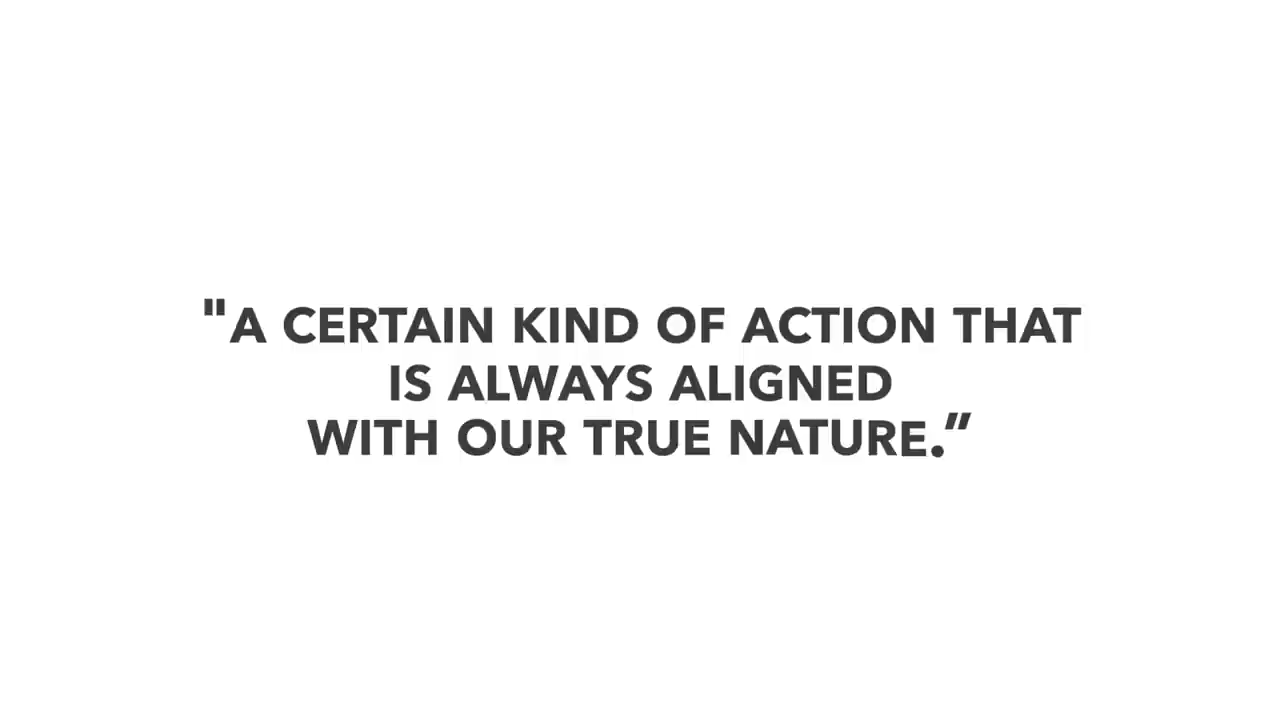 "A CERTAIN KIND OF ACTION THAT
IS ALWAYS ALIGNED
WITH OUR TRUE NATURE.”